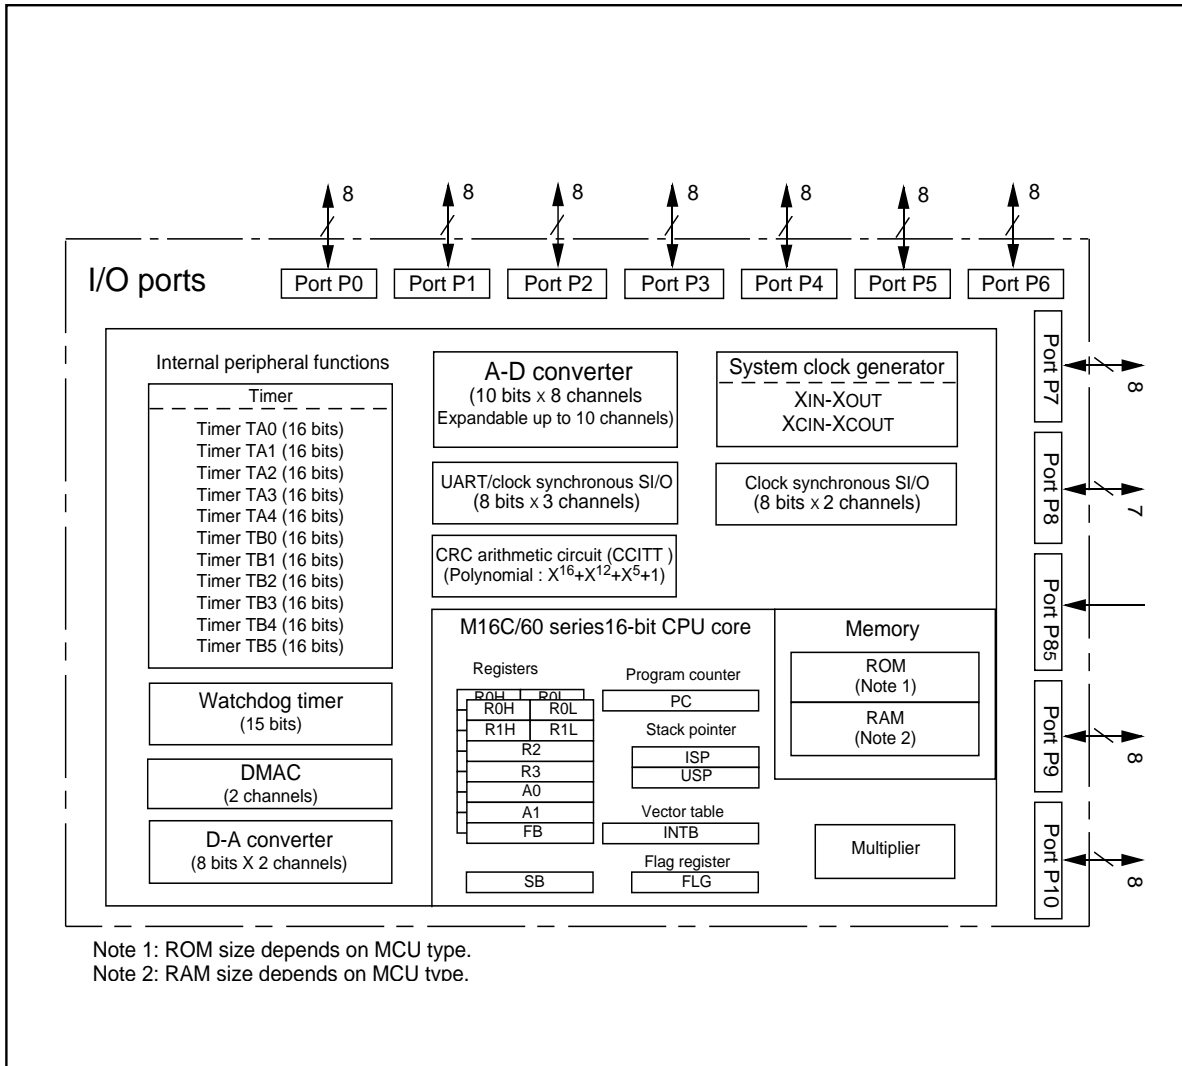 8 8 8 8 8 8 8
I/O ports
Port P0 Port P1 Port P2 Port P3 Port P4 Port P5 Port P6
Internal peripheral functions
Timer
Timer TA0 (16 bits)
Timer TA1 (16 bits)
Timer TA2 (16 bits)
Timer TA3 (16 bits)
Timer TA4 (16 bits)
Timer TB0 (16 bits)
Timer TB1 (16 bits)
Timer TB2 (16 bits)
Timer TB3 (16 bits)
Timer TB4 (16 bits)
Timer TB5 (16 bits)
Watchdog timer
(15 bits)
DMAC
(2 channels)
D-A converter
(8 bits X 2 channels)
A-D converter
(10 bits x 8 channels
Expandable up to 10 channels)
UART/clock synchronous SI/O
(8 bits x 3 channels)
CRC arithmetic circuit (CCITT )
(Polynomial : X16+X12+X5+1)
System clock generator
XIN-XOUT
XCIN-XCOUT
Clock synchronous SI/O
(8 bits x 2 channels)
M16C/60 series16-bit CPU core
Registers
R0H R0L
R0H R0L
R1H R1L
R2
R3
A0
A1
FB
SB
Program counter
PC
Stack pointer
ISP
USP
Vector table
INTB
Flag register
FLG
Memory
ROM
(Note 1)
RAM
(Note 2)
Multiplier
Port P7
8
Port P8
7
Port P85
Port P9
8
Port P10
8
Note 1: ROM size depends on MCU type.
Note 2: RAM size depends on MCU type.